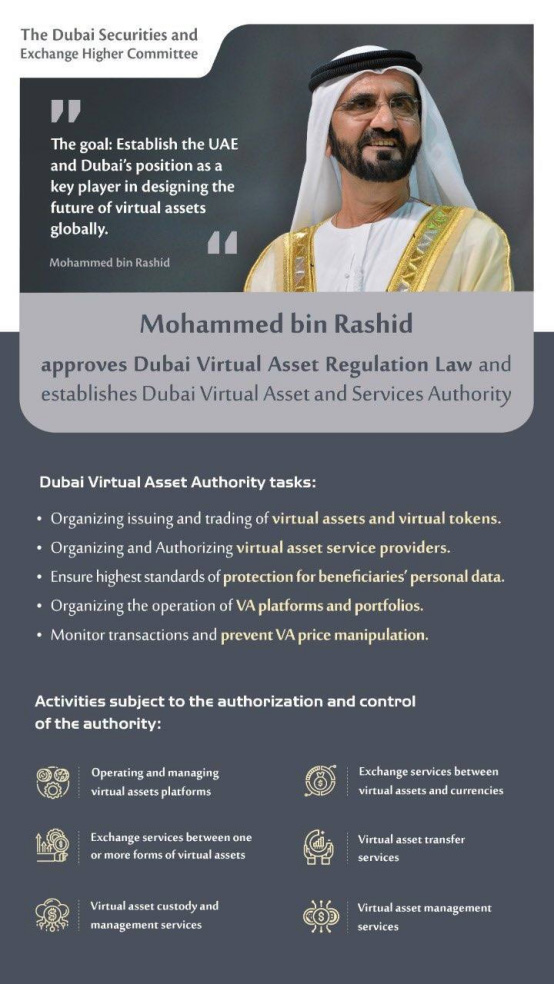 The Dubai Securities and
Exchange Higher Committee
The goal: Establish the UAE
and Dubai's position as a
key player in designing the
future of virtual assets
globally.
Mohammed bin Rashid
Mohammed bin Rashid
approves Dubai Virtual Asset Regulation Law and
establishes Dubai Virtual Asset and Services Authority
Dubai Virtual Asset Authority tasks:
• Organizing issuing and trading of virtual assets and virtual tokens.
• Organizing and Authorizing virtual asset service providers.
• Ensure highest standards of protection for beneficiaries' personal data.
• Organizing the operation of VA platforms and portfolios.
• Monitor transactions and prevent VA price manipulation.
Activities subject to the authorization and control
of the authority:
Operating and managing
virtual assets platforms
Exchange services between
virtual assets and currencies
Exchange services between one
or more forms of virtual assets
Virtual asset transfer
services
Virtual asset custody and
management services
Virtual asset management
services